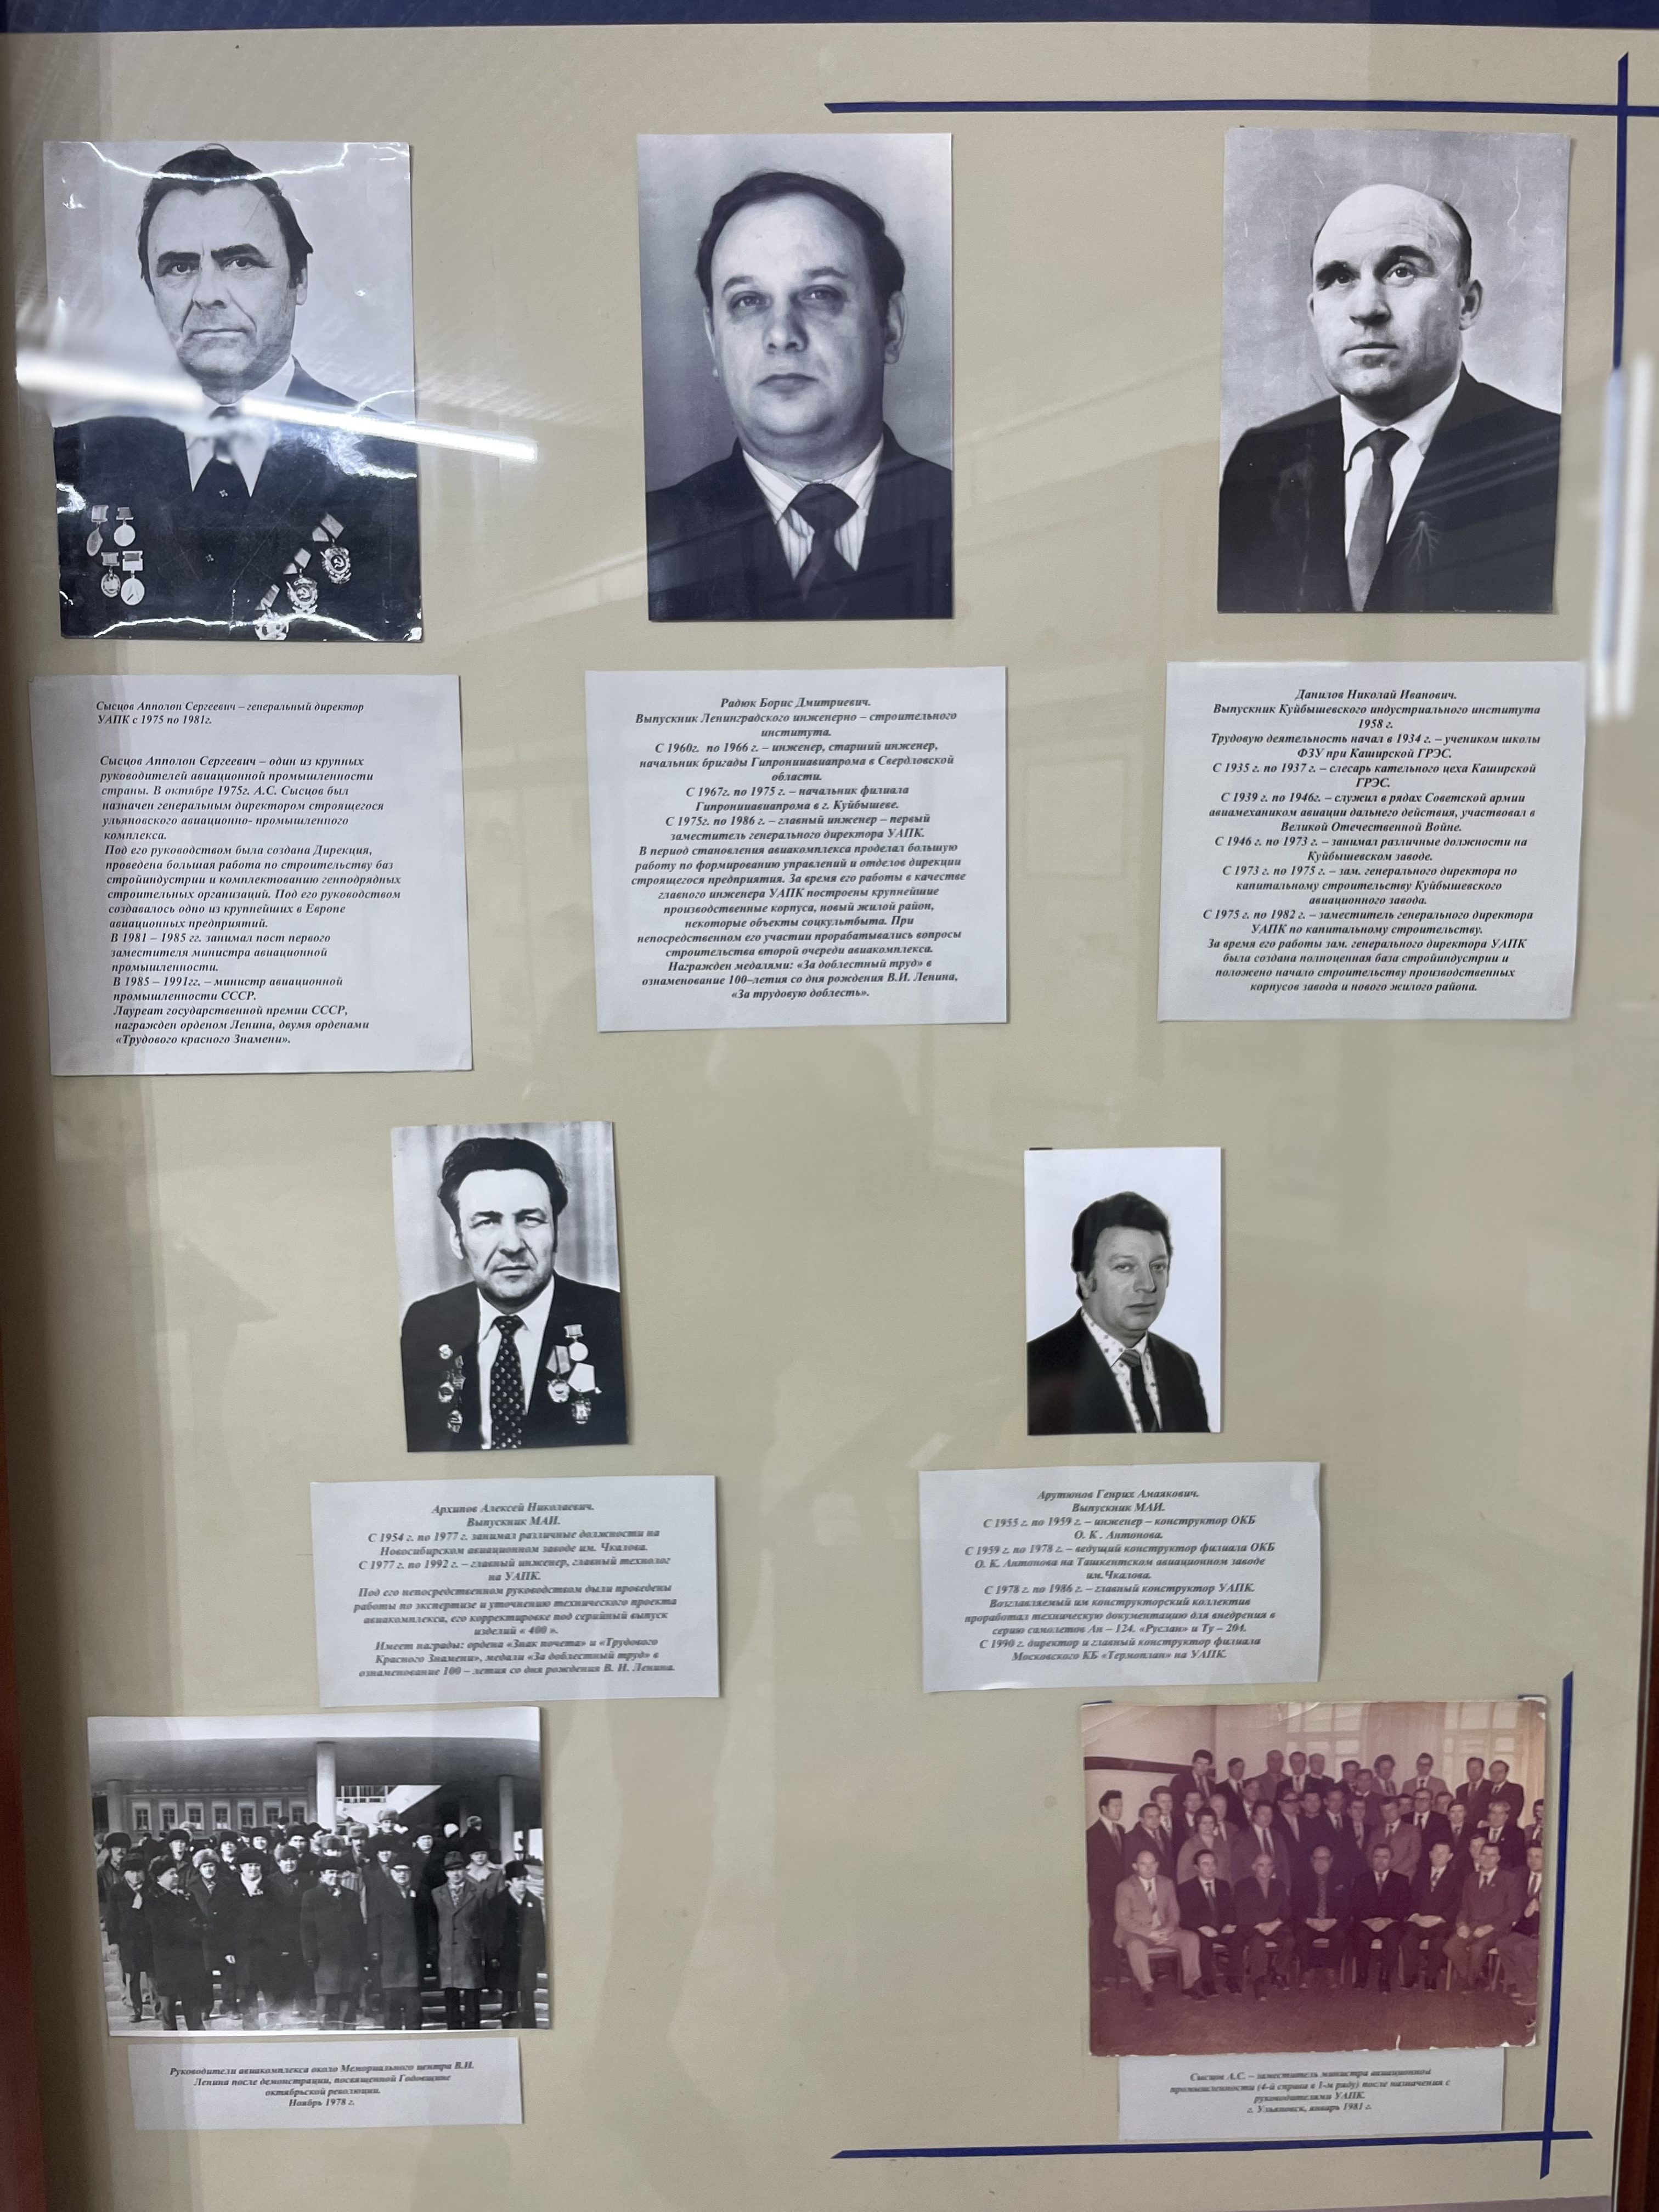 Сысцов Апполон Сергеевич – генеральный директор
УАПК с 1975 по 1981г.
Сысцов Апполон Сергеевич – один из крупных
руководителей авиационной промышленности
страны. В октябре 1975г. А.С. Сысцов был
назначен генеральным директором строящегося
ульяновского авиационно- промышленного
комплекса.
Под его руководством была создана Дирекция,
проведена большая работа по строительству баз
стройиндустрии и комплектованию генподрядных
строительных организаций. Под его руководством
создавалось одно из крупнейших в Европе
авиационных предприятий.
В 1981 – 1985 гг. занимал пост первого
заместителя министра авиационной
промышленности.
В 1985 – 1991гг. – министр авиационной
промышленности СССР.
Лауреат государственной премии СССР,
награжден орденом Ленина, двумя орденами
«Трудового красного Знамени».
Радюк Борис Дмитриевич.
Выпускник Ленинградского инженерно – строительного
института.
С 1960г. по 1966 г. – инженер, старший инженер,
начальник бригады Гипрониавиапрома в Свердловской
области.
С 1967г. по 1975 г. – начальник филиала
Гипрониавиапрома в г. Куйбышеве.
С 1975г. по 1986 г. – главный инженер – первый
заместитель генерального директора УАПК.
В период становления авиакомплекса проделал большую
работу по формированию управлений и отделов дирекции
строящегося предприятия. За время его работы в качестве
главного инженера УАПК построены крупнейшие
производственные корпуса, новый жилой район,
некоторые объекты соцкультбыта. При
непосредственном его участии прорабатывались вопросы
строительства второй очереди авиакомплекса.
Награжден медалями: «За доблестный труд» в
ознаменование 100–летия со дня рождения В.И. Ленина,
«За трудовую доблесть».
Данилов Николай Иванович.
Выпускник Куйбышевского индустриального института
1958 г.
Трудовую деятельность начал в 1934 г. – учеником школы
ФЗУ при Каширской ГРЭС.
С 1935 г. по 1937 г. – слесарь кательного цеха Каширской
ГРЭС.
С 1939 г. по 1946г. – служил в рядах Советской армии
авиамехаником авиации дальнего действия, участвовал в
Великой Отечественной Войне.
С 1946 г. по 1973 г. – занимал различные должности на
Куйбышевском заводе.
С 1973 г. по 1975 г. – зам. генерального директора по
капитальному строительству Куйбышевского
авиационного завода.
С 1975 г. по 1982 г. – заместитель генерального директора
УАПК по капитальному строительству.
За время его работы зам. генерального директора УАПК
была создана полноценная база стройиндустрии и
положено начало строительству производственных
корпусов завода и нового жилого района.
Архипов Алексей Николаевич.
Выпускник МАИ.
С 1954 г. по 1977 г. занимал различные должности на
Новосибирском авиационном заводе им. Чкалова.
С 1977 г. по 1992 г. – главный инженер, главный технолог
на УАПК.
Под его непосредственным руководством были проведены
работы по экспертизе и уточнению технического проекта
авиакомплекса, его корректировке под серийный выпуск
изделий « 400 ».
Имеет награды: ордена «Знак почета» и «Трудового
Красного Знамени», медали «За доблестный труд» в
ознаменование 100 – летия со дня рождения В. И. Ленина.
Арутюнов Генрих Амаякович.
Выпускник МАИ.
С 1955 г. по 1959 г. – инженер – конструктор ОКБ
О. К . Антонова.
С 1959 г. по 1978 г. – ведущий конструктор филиала ОКБ
О. К. Антонова на Ташкентском авиационном заводе
им.Чкалова.
С 1978 г. по 1986 г. – главный конструктор УАПК.
Возглавляемый им конструкторский коллектив
проработал техническую документацию для внедрения в
серию самолетов Ан – 124. «Руслан» и Ту – 204.
С 1990 г. директор и главный конструктор филиала
Московского КБ «Термоплан» на УАПК.
Руководители авиакомплекса около Мемориального центра В.И.
Ленина после демонстрации, посвященной Годовщине
октябрьской революции.
Ноябрь 1978 г.
Сысцов А.С. – заместитель министра авиационной
промышленности (4-й справа в 1-м ряду) после назначения с
руководителями УАПК.
г. Ульяновск, январь 1981 г.